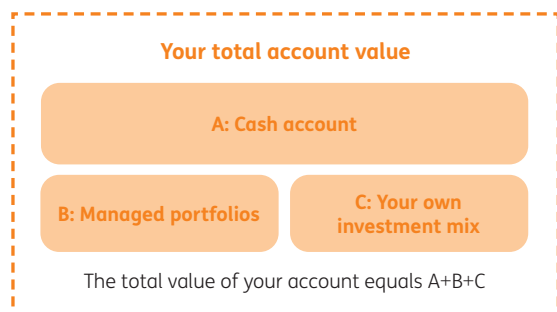 Your total account value
A: Cash account
B: Managed portfolios
C: Your own
investment mix
The total value of your account equals A+B+C